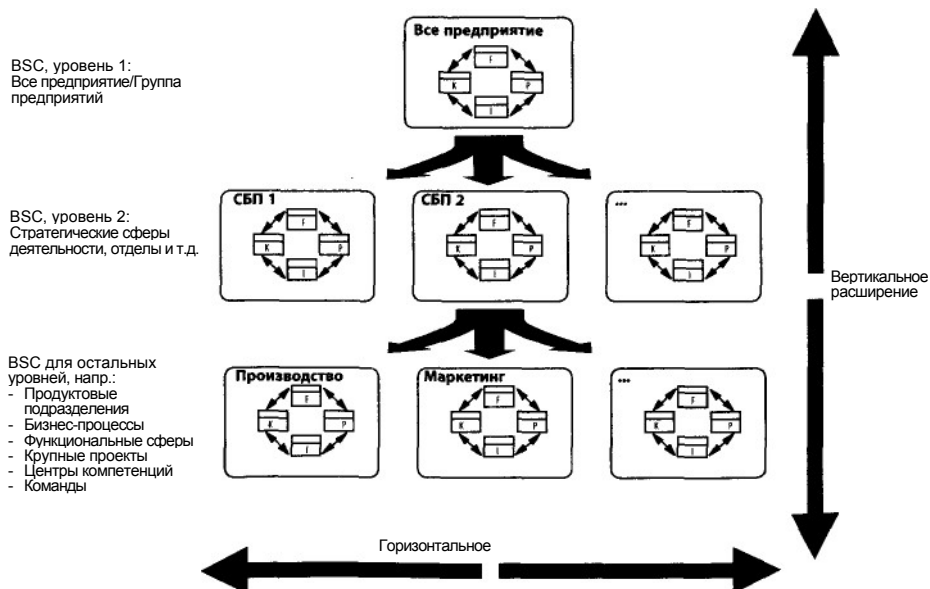 Все предприятие
F
K
P
I
BSC, уровень 1:
Все предприятие/Группа
предприятий
СБП 1
F
K
P
I
СБП 2
F
K
P
I
...
F
K
P
I
BSC, уровень 2:
Стратегические сферы
деятельности, отделы и т.д.
Вертикальное
расширение
BSC для остальных
уровней, напр.:
- Продуктовые
подразделения
- Бизнес-процессы
- Функциональные сферы
- Крупные проекты
- Центры компетенций
- Команды
Производство
F
K
P
I
Маркетинг
F
K
P
I
...
F
K
P
I
Горизонтальное